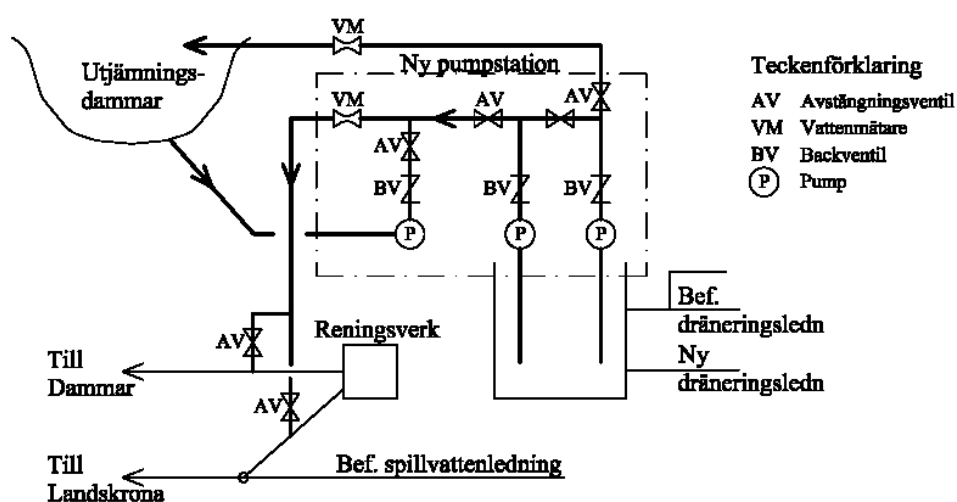 VM
Utjämnings-
dammar
Ny pumpstation
VM
AV
AV
AV
BV
BV
BV
P
P
P
Teckenförklaring
AV Avstängningsventil
VM Vattenmätare
BV Backventil
P Pump
Bef.
dräneringsledn
Ny
dräneringsledn
Reningsverk
AV
Till
Dammar
AV
Till
Landskrona
Bef. spillvattenledning